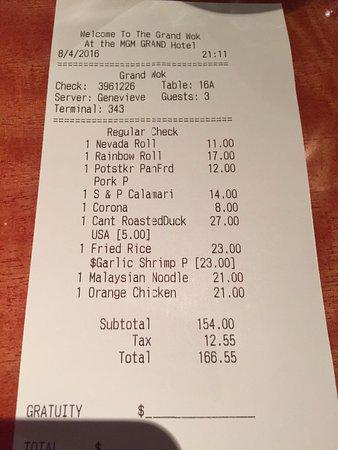 Welcome To The Grand Wok
At the MGM GRAND Hotel
8/4/2016 21:11
================================
Grand Wok
Check: 3961226 Table: 16A
Server: Genevieve Guests: 3
Terminal: 343
================================
Regular Check
1 Nevada Roll 11.00
1 Rainbow Roll 17.00
1 Potstkr PanFrd 12.00
Pork P
1 S & P Calamari 14.00
1 Corona 8.00
1 Cant RoastedDuck 27.00
USA [5.00]
1 Fried Rice 23.00
$Garlic Shrimp P [23.00]
1 Malaysian Noodle 21.00
1 Orange Chicken 21.00
Subtotal 154.00
Tax 12.55
Total 166.55
GRATUITY $_______________
TOTAL $